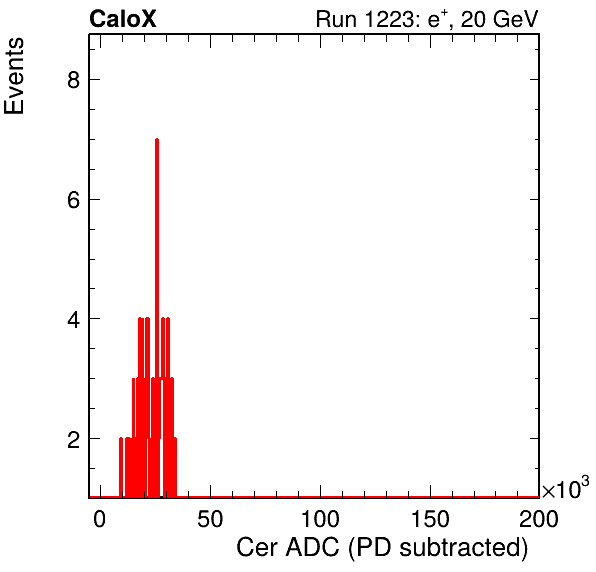 CaloX Run 1223: e⁺, 20 GeV
Events
8
6
4
2
0 50 100 150 200 ×10³
Cer ADC (PD subtracted)